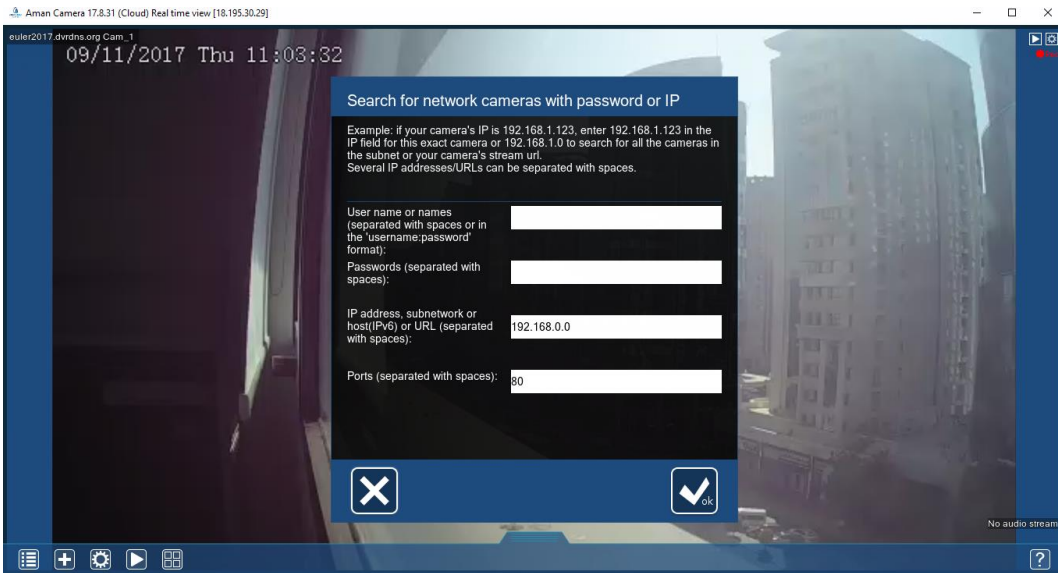 Aman Camera 17.8.31 (Cloud) Real time view [18.195.30.29]
euler2017.dvrdns.org Cam_1
09/11/2017 Thu 11:03:32
Search for network cameras with password or IP
Example: if your camera's IP is 192.168.1.123, enter 192.168.1.123 in the
IP field for this exact camera or 192.168.1.0 to search for all the cameras in
the subnet or your camera's stream url.
Several IP addresses/URLs can be separated with spaces.
User name or names
(separated with spaces or in
the 'username:password'
format):
Passwords (separated with
spaces):
IP address, subnetwork or
host(IPv6) or URL (separated
with spaces):
192.168.0.0
Ports (separated with spaces):
80
ok
No audio stream
?